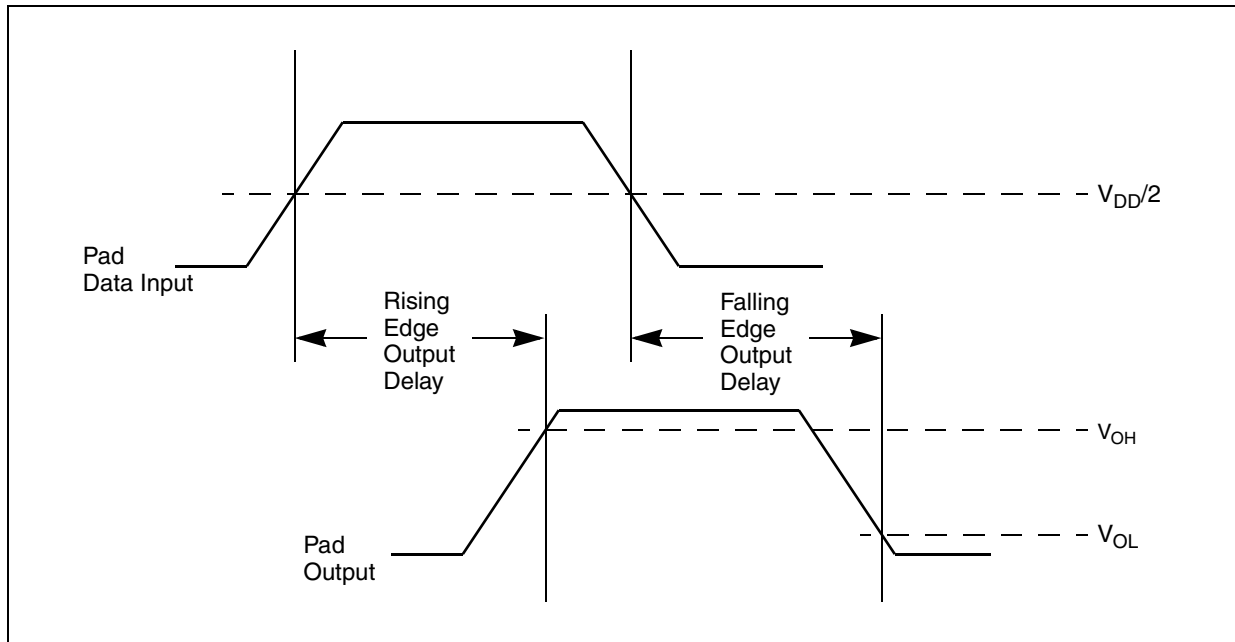 V_DD/2
Pad
Data Input
Rising
Edge
Output
Delay
Falling
Edge
Output
Delay
V_OH
V_OL
Pad
Output